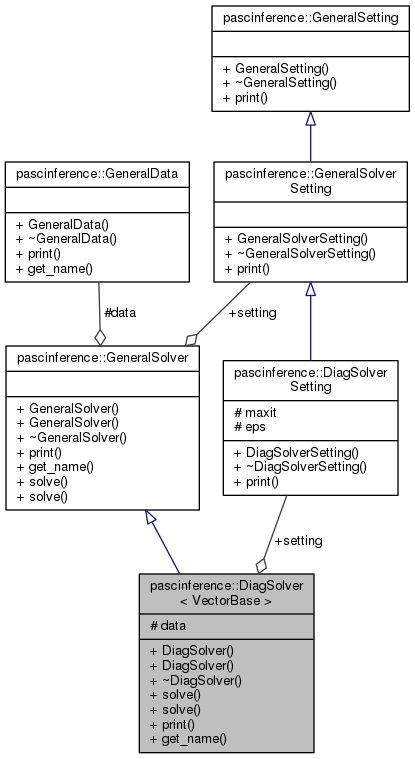 pascinference::GeneralSetting
+ GeneralSetting()
+ ~GeneralSetting()
+ print()
pascinference::GeneralData
+ GeneralData()
+ ~GeneralData()
+ print()
+ get_name()
pascinference::GeneralSolver
Setting
+ GeneralSolverSetting()
+ ~GeneralSolverSetting()
+ print()
#data
+setting
pascinference::GeneralSolver
+ GeneralSolver()
+ GeneralSolver()
+ ~GeneralSolver()
+ print()
+ get_name()
+ solve()
+ solve()
pascinference::DiagSolver
Setting
# maxit
# eps
+ DiagSolverSetting()
+ ~DiagSolverSetting()
+ print()
+setting
pascinference::DiagSolver
< VectorBase >
# data
+ DiagSolver()
+ DiagSolver()
+ ~DiagSolver()
+ solve()
+ solve()
+ print()
+ get_name()